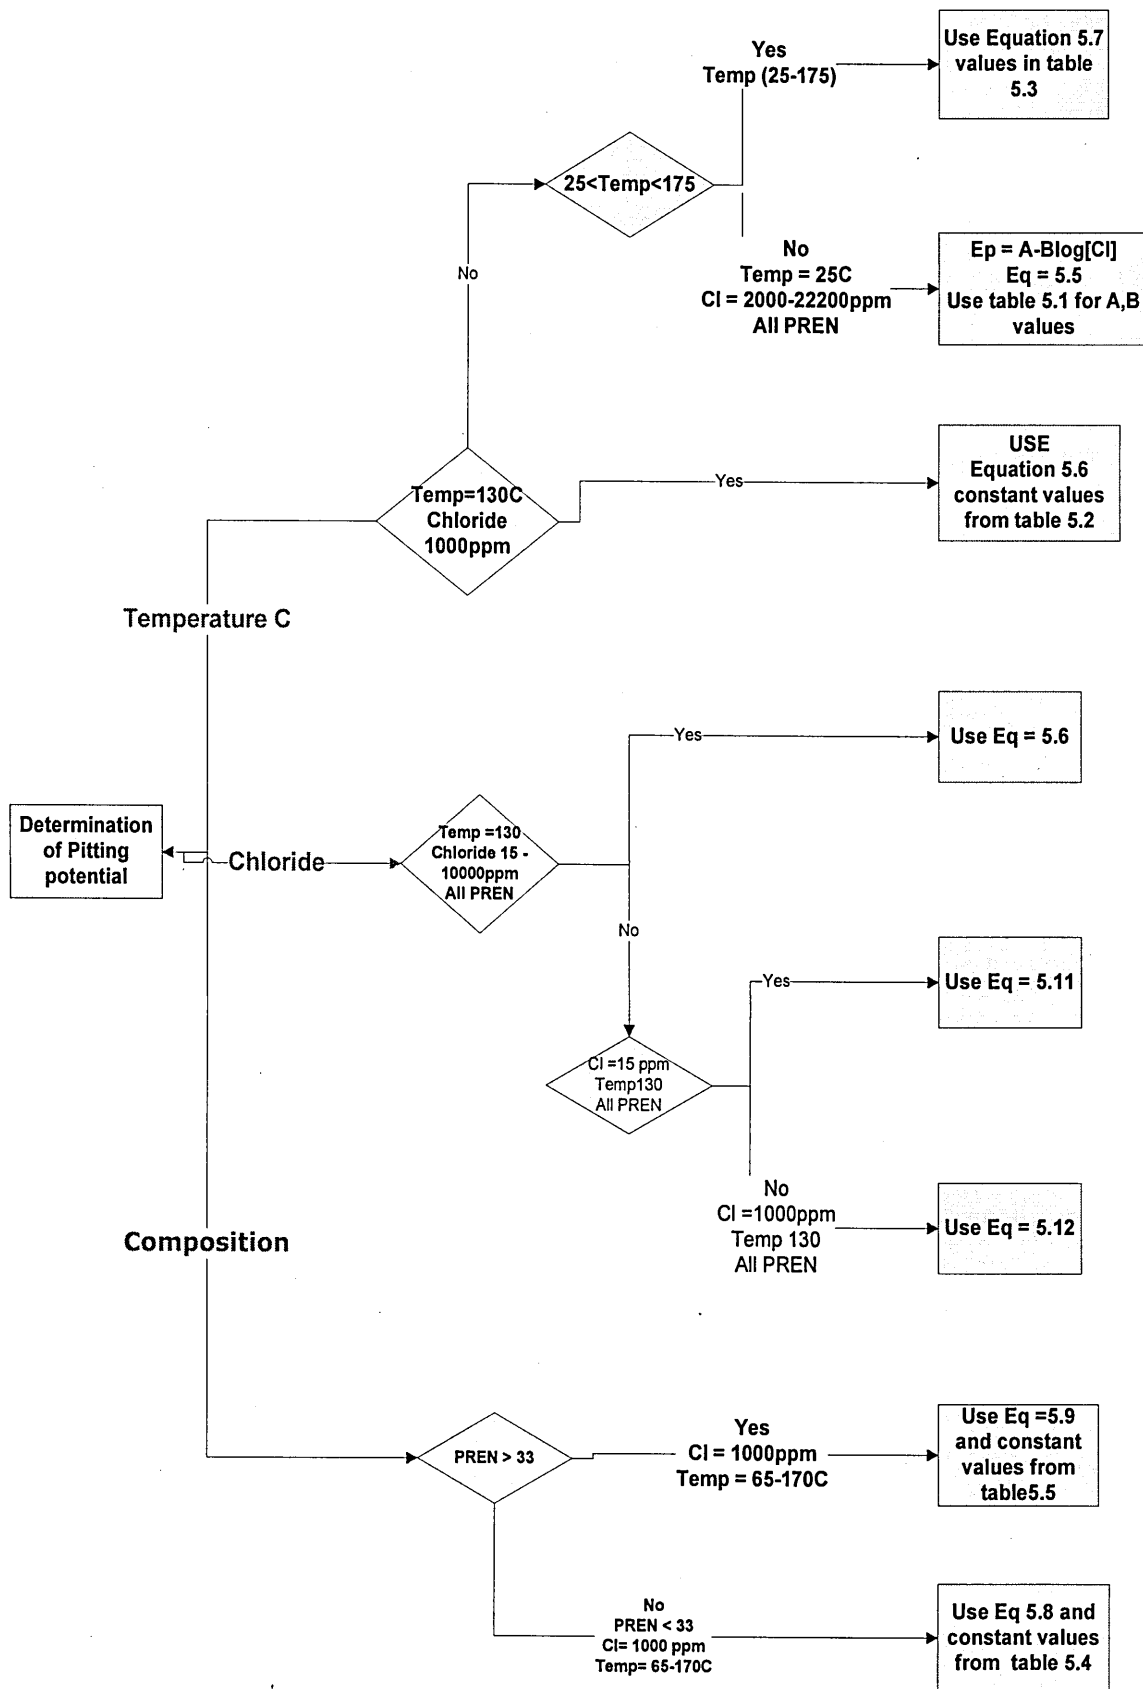 Yes
Temp (25-175)
Use Equation 5.7
values in table
5.3
25<Temp<175
No
No
Temp = 25C
Cl = 2000-22200ppm
All PREN
Ep = A-Blog[Cl]
Eq = 5.5
Use table 5.1 for A,B
values
Temp=130C
Chloride
1000ppm
Yes
USE
Equation 5.6
constant values
from table 5.2
Temperature C
Determination
of Pitting
potential
Chloride
Temp =130
Chloride 15 -
10000ppm
All PREN
Yes
Use Eq = 5.6
No
Cl =15 ppm
Temp130
All PREN
Yes
Use Eq = 5.11
No
Cl =1000ppm
Temp 130
All PREN
Use Eq = 5.12
Composition
PREN > 33
Yes
Cl = 1000ppm
Temp = 65-170C
Use Eq =5.9
and constant
values from
table5.5
No
PREN < 33
Cl= 1000 ppm
Temp= 65-170C
Use Eq 5.8 and
constant values
from table 5.4